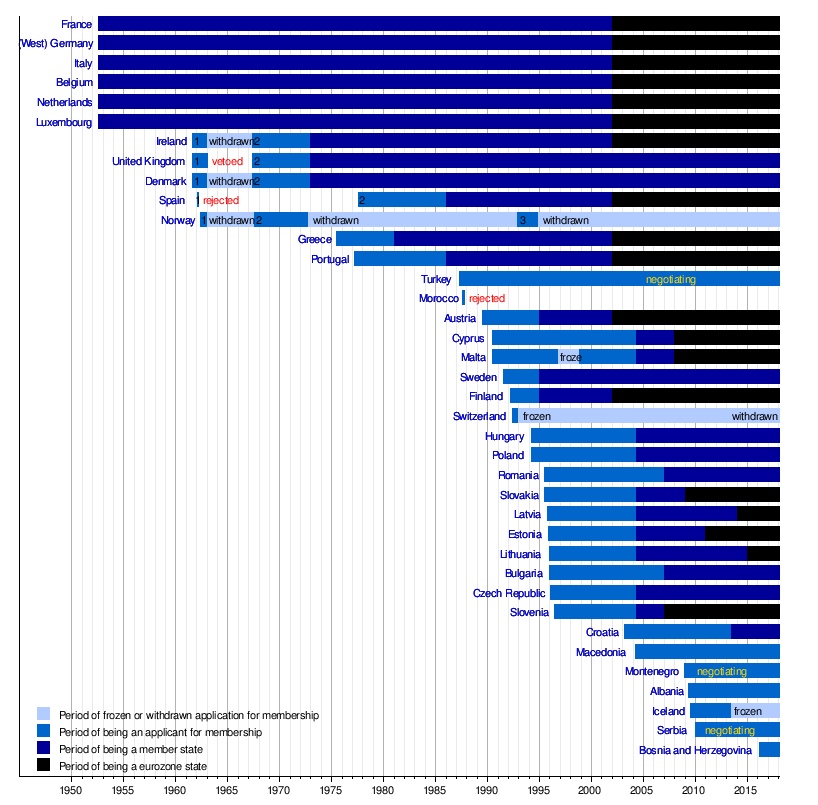 France
(West) Germany
Italy
Belgium
Netherlands
Luxembourg
Ireland 1 withdrawn 2
United Kingdom 1 vetoed 2
Denmark 1 withdrawn 2
Spain 1 rejected 2
Norway 1 withdrawn 2 withdrawn 3 withdrawn
Greece
Portugal
Turkey negotiating
Morocco rejected
Austria
Cyprus
Malta froze
Sweden
Finland
Switzerland frozen withdrawn
Hungary
Poland
Romania
Slovakia
Latvia
Estonia
Lithuania
Bulgaria
Czech Republic
Slovenia
Croatia
Macedonia
Montenegro negotiating
Albania
Iceland frozen
Serbia negotiating
Bosnia and Herzegovina
Period of frozen or withdrawn application for membership
Period of being an applicant for membership
Period of being a member state
Period of being a eurozone state
1950 1955 1960 1965 1970 1975 1980 1985 1990 1995 2000 2005 2010 2015